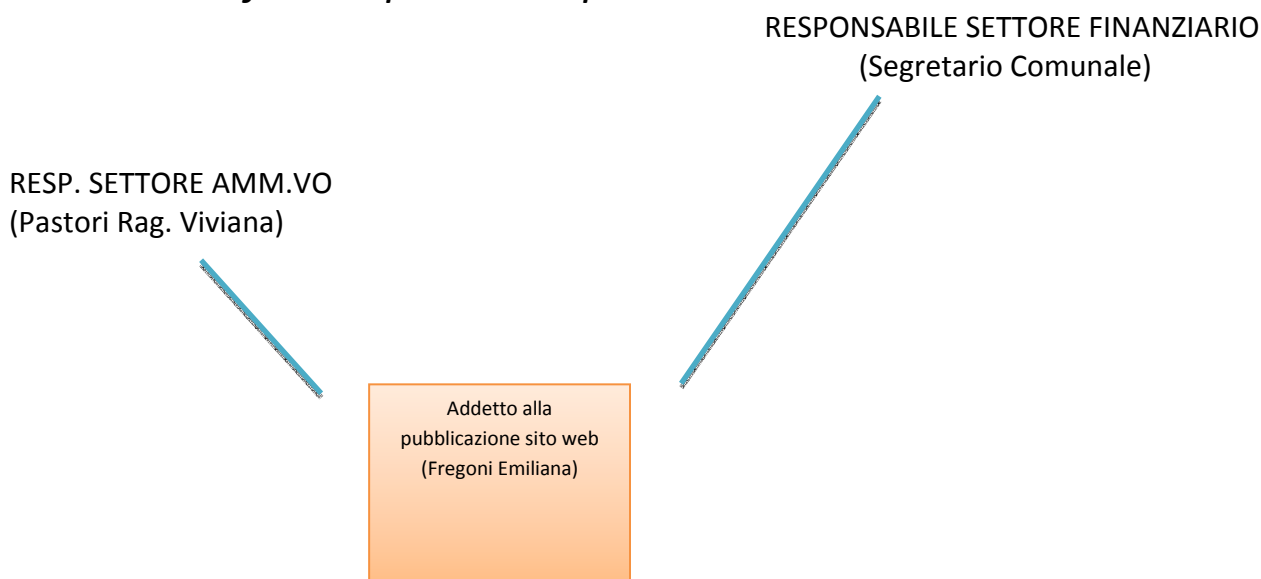 RESPONSABILE SETTORE FINANZIARIO
(Segretario Comunale)
RESP. SETTORE AMM.VO
(Pastori Rag. Viviana)
Addetto alla
pubblicazione sito web
(Fregoni Emiliana)